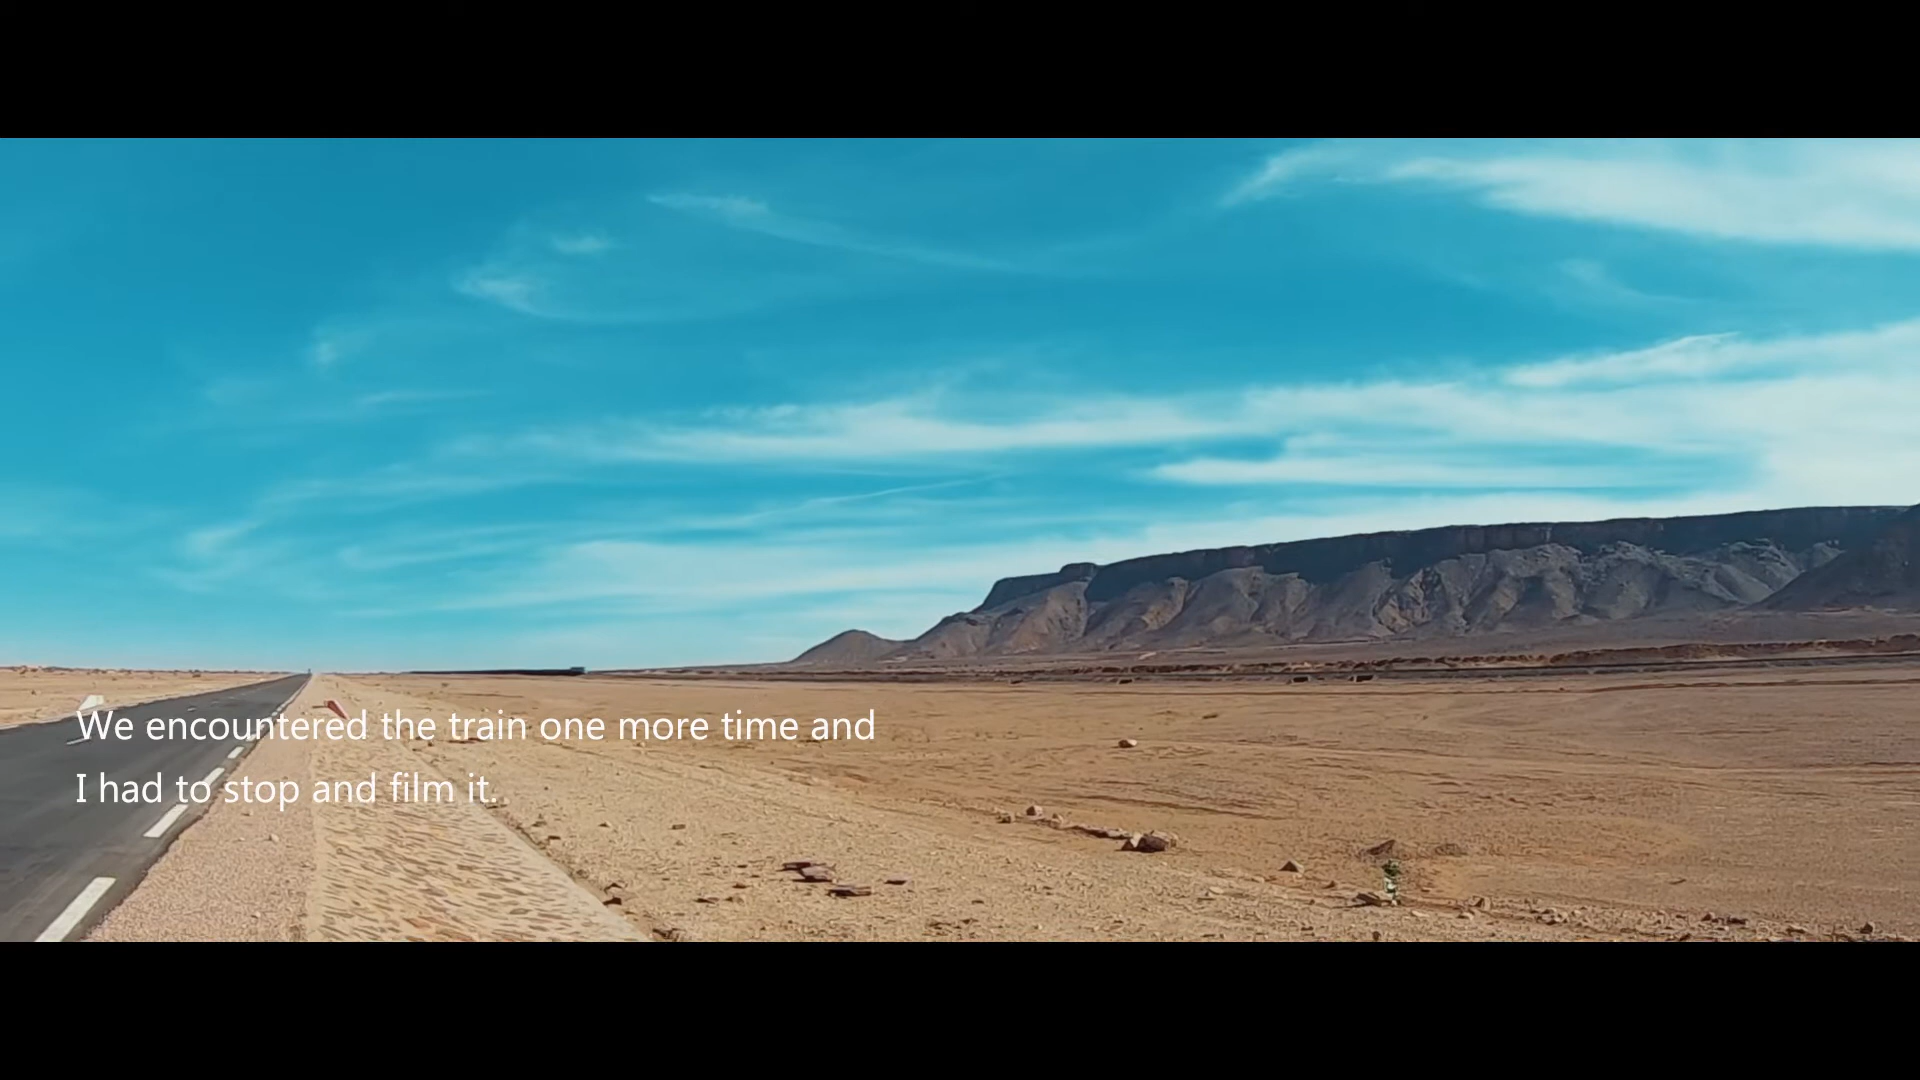 We encountered the train one more time and
I had to stop and film it.